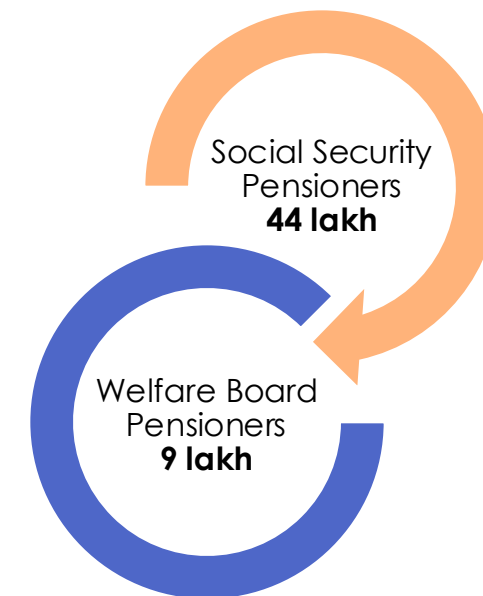 Social Security
Pensioners
44 lakh
Welfare Board
Pensioners
9 lakh